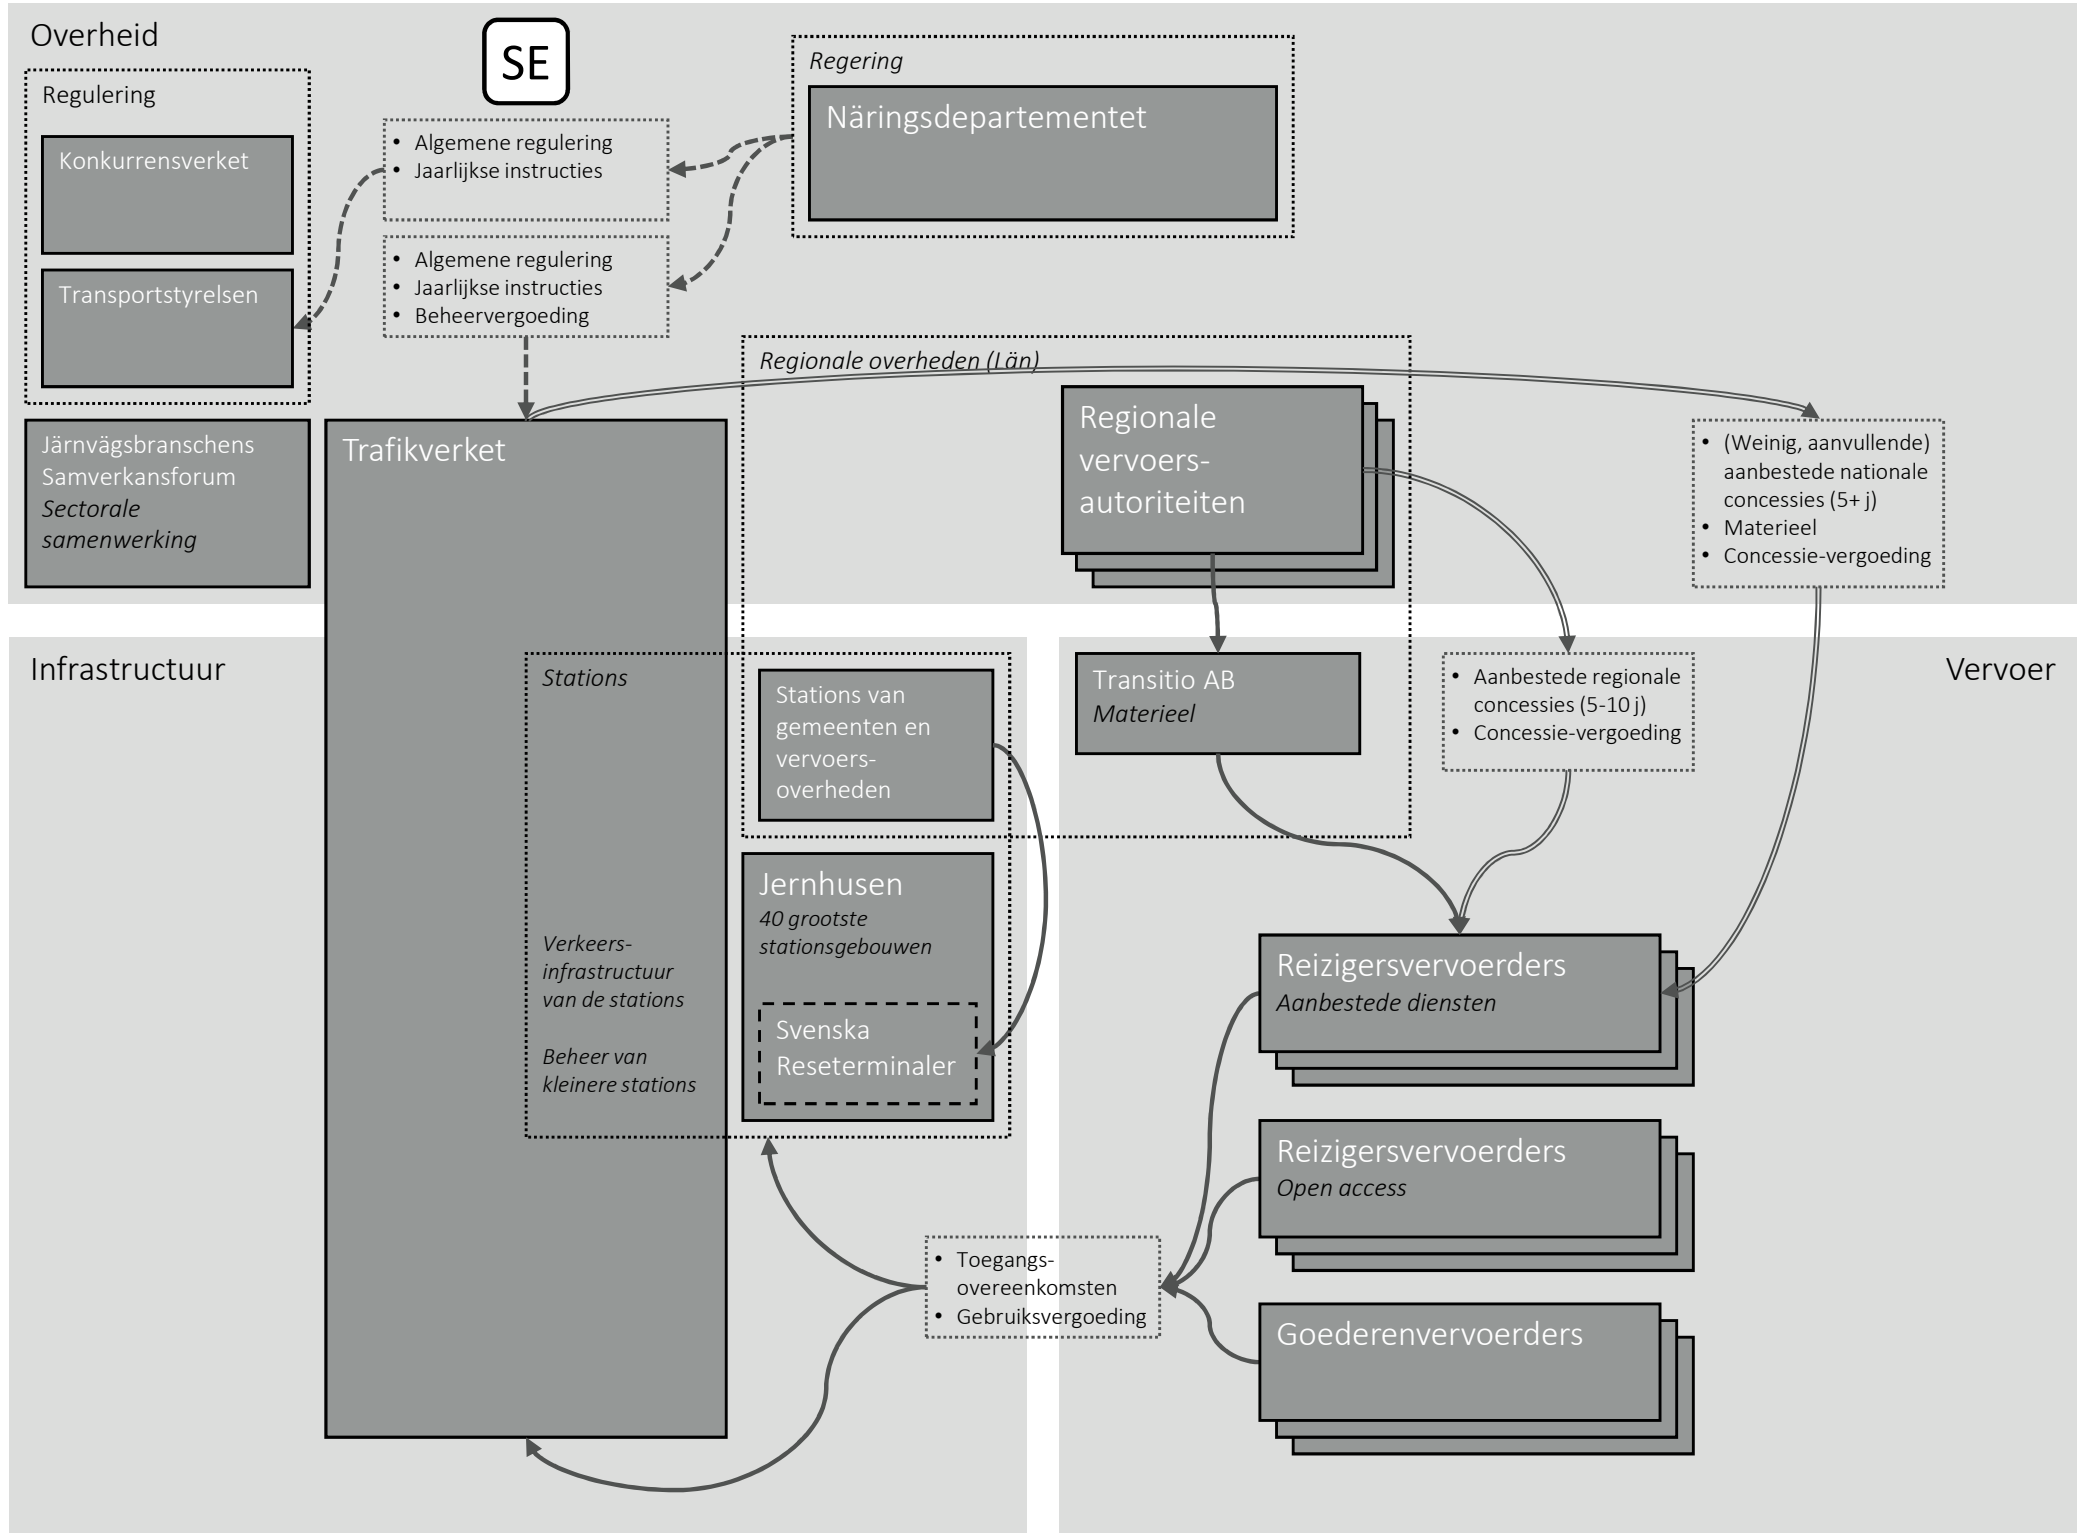 Overheid
SE
Regering
Näringsdepartementet
Regulering
Konkurrensverket
Transportstyrelsen
• Algemene regulering
• Jaarlijkse instructies
• Algemene regulering
• Jaarlijkse instructies
• Beheervergoeding
Regionale overheden (Län)
Järnvägsbranschens
Samverkansforum
Sectorale
samenwerking
Trafikverket
Regionale
vervoers-
autoriteiten
• (Weinig, aanvullende)
aanbestede nationale
concessies (5+ j)
• Materieel
• Concessie-vergoeding
Infrastructuur
Vervoer
Stations
Stations van
gemeenten en
vervoers-
overheden
Transitio AB
Materieel
• Aanbestede regionale
concessies (5-10 j)
• Concessie-vergoeding
Jernhusen
40 grootste
stationsgebouwen
Verkeers-
infrastructuur
van de stations
Beheer van
kleinere stations
Svenska
Reseterminaler
Reizigersvervoerders
Aanbestede diensten
Reizigersvervoerders
Open access
• Toegangs-
overeenkomsten
• Gebruiksvergoeding
Goederenvervoerders